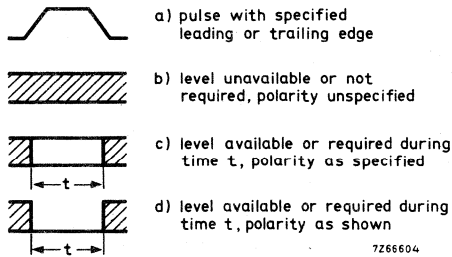 a) pulse with specified
leading or trailing edge
b) level unavailable or not
required, polarity unspecified
c) level available or required during
time t, polarity as specified
t
d) level available or required during
time t, polarity as shown
t
7Z66604